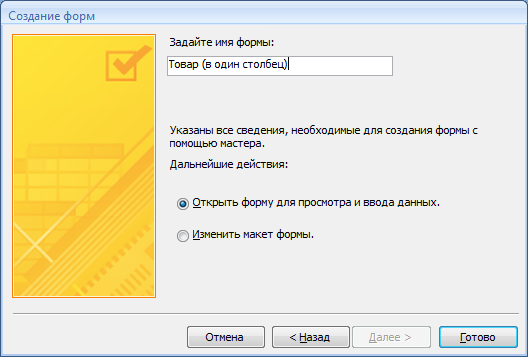 Создание форм
Задайте имя формы:
Товар (в один столбец)
Указаны все сведения, необходимые для создания формы с
помощью мастера.
Дальнейшие действия:
Открыть форму для просмотра и ввода данных.
Изменить макет формы.
Отмена
< Назад
Далее >
Готово